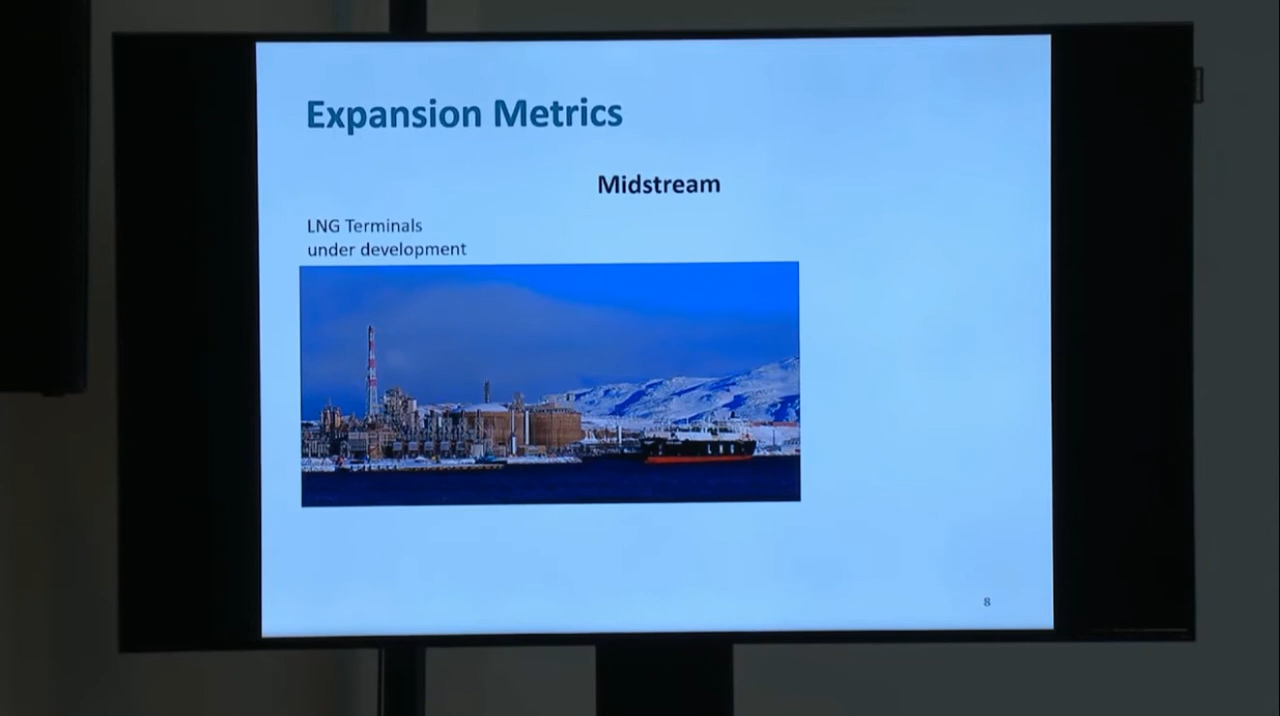 Expansion Metrics
Midstream
LNG Terminals
under development
8